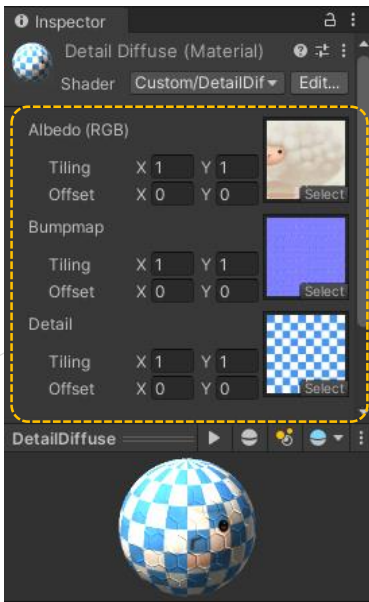 Inspector
Detail Diffuse (Material)
Shader Custom/DetailDif Edit...
Albedo (RGB)
Tiling X 1 Y 1
Offset X 0 Y 0 Select
Bumpmap
Tiling X 1 Y 1
Offset X 0 Y 0 Select
Detail
Tiling X 1 Y 1
Offset X 0 Y 0 Select
DetailDiffuse